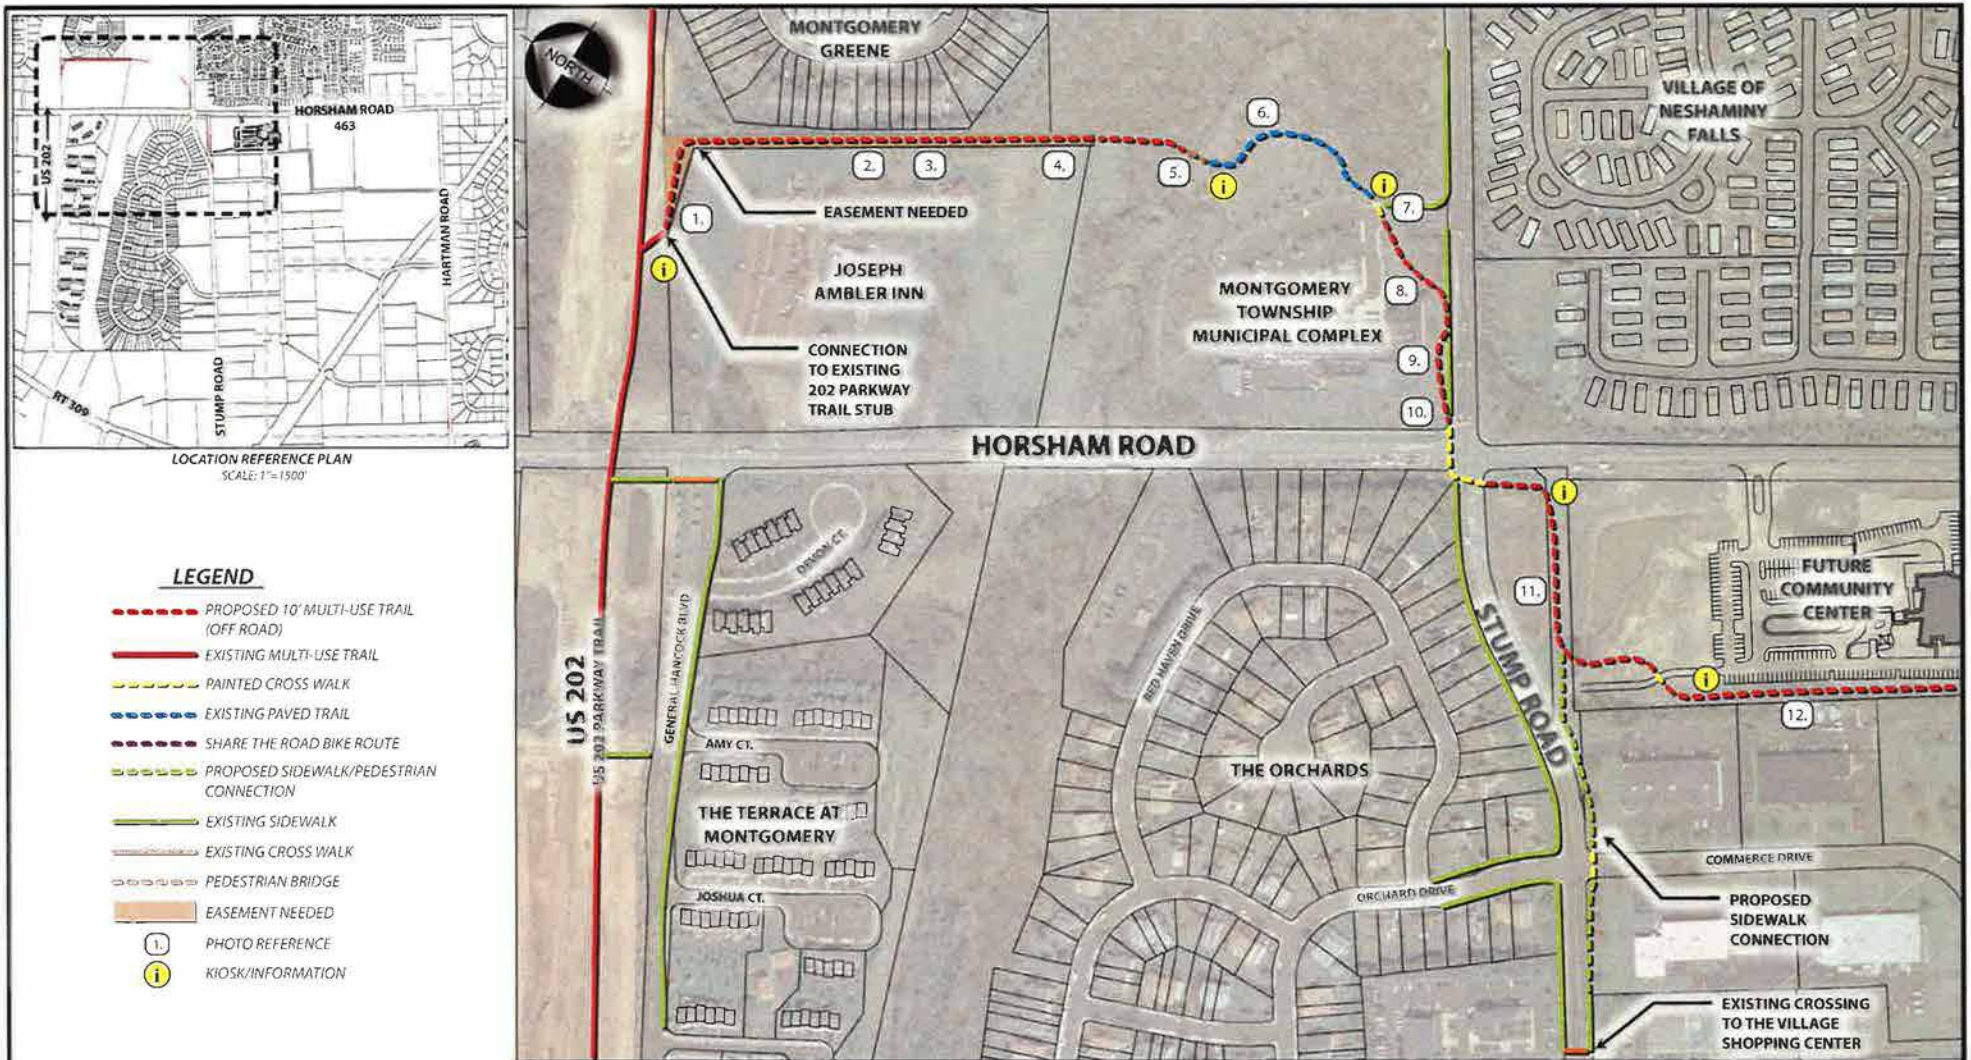 HORSHAM ROAD
463
US 202
HARTMAN ROAD
STUMP ROAD
RT 309
LOCATION REFERENCE PLAN
SCALE: 1"=1500'
LEGEND
PROPOSED 10' MULTI-USE TRAIL
(OFF ROAD)
EXISTING MULTI-USE TRAIL
PAINTED CROSS WALK
EXISTING PAVED TRAIL
SHARE THE ROAD BIKE ROUTE
PROPOSED SIDEWALK/PEDESTRIAN
CONNECTION
EXISTING SIDEWALK
EXISTING CROSS WALK
PEDESTRIAN BRIDGE
EASEMENT NEEDED
1.
PHOTO REFERENCE
i
KIOSK/INFORMATION
NORTH
MONTGOMERY
GREENE
VILLAGE OF
NESHAMINY
FALLS
6.
2.
3.
4.
5.
i
i
7.
1.
EASEMENT NEEDED
i
JOSEPH
AMBLER INN
MONTGOMERY
TOWNSHIP
MUNICIPAL COMPLEX
8.
9.
10.
CONNECTION
TO EXISTING
202 PARKWAY
TRAIL STUB
HORSHAM ROAD
i
DEVON CT.
GENERAL HANCOCK BLVD
US 202
US 202 PARKWAY TRAIL
RED HAVEN DRIVE
11.
STUMP ROAD
FUTURE
COMMUNITY
CENTER
i
12.
AMY CT.
THE TERRACE AT
MONTGOMERY
THE ORCHARDS
JOSHUA CT.
ORCHARD DRIVE
COMMERCE DRIVE
PROPOSED
SIDEWALK
CONNECTION
EXISTING CROSSING
TO THE VILLAGE
SHOPPING CENTER